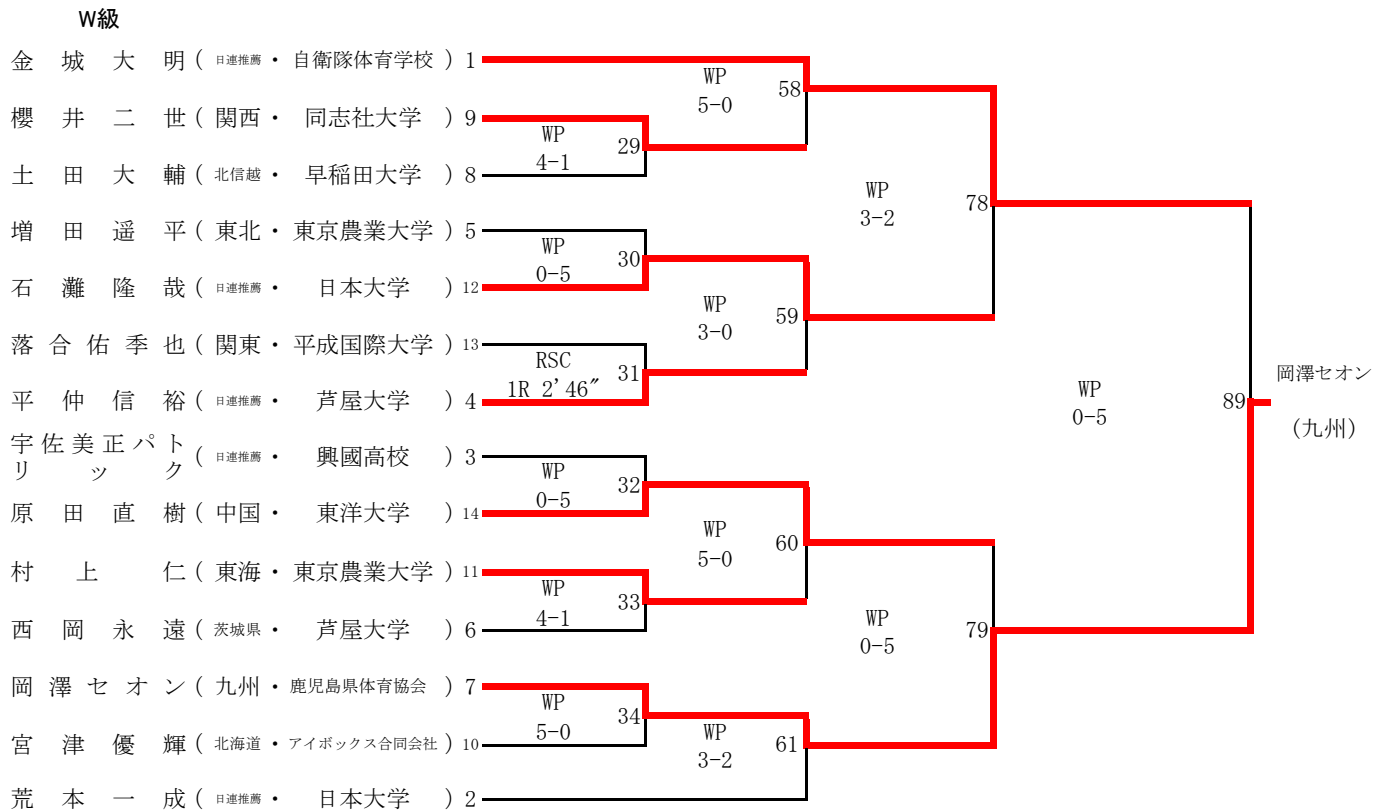 W級
金城大明(日連推薦・自衛隊体育学校)1
WP
5-0
58
櫻井二世(関西・同志社大学)9
WP
4-1
29
土田大輔(北信越・早稲田大学)8
WP
3-2
78
増田遥平(東北・東京農業大学)5
WP
0-5
30
石灘隆哉(日連推薦・日本大学)12
WP
3-0
59
落合佑季也(関東・平成国際大学)13
RSC
1R 2'46″
31
平仲信裕(日連推薦・芦屋大学)4
WP
0-5
89
岡澤セオン
(九州)
宇佐美正パト
リック
(日連推薦・興國高校)3
WP
0-5
32
原田直樹(中国・東洋大学)14
WP
5-0
60
村上仁(東海・東京農業大学)11
WP
4-1
33
西岡永遠(茨城県・芦屋大学)6
WP
0-5
79
岡澤セオン(九州・鹿児島県体育協会)7
WP
5-0
34
宮津優輝(北海道・アイボックス合同会社)10
WP
3-2
61
荒本一成(日連推薦・日本大学)2